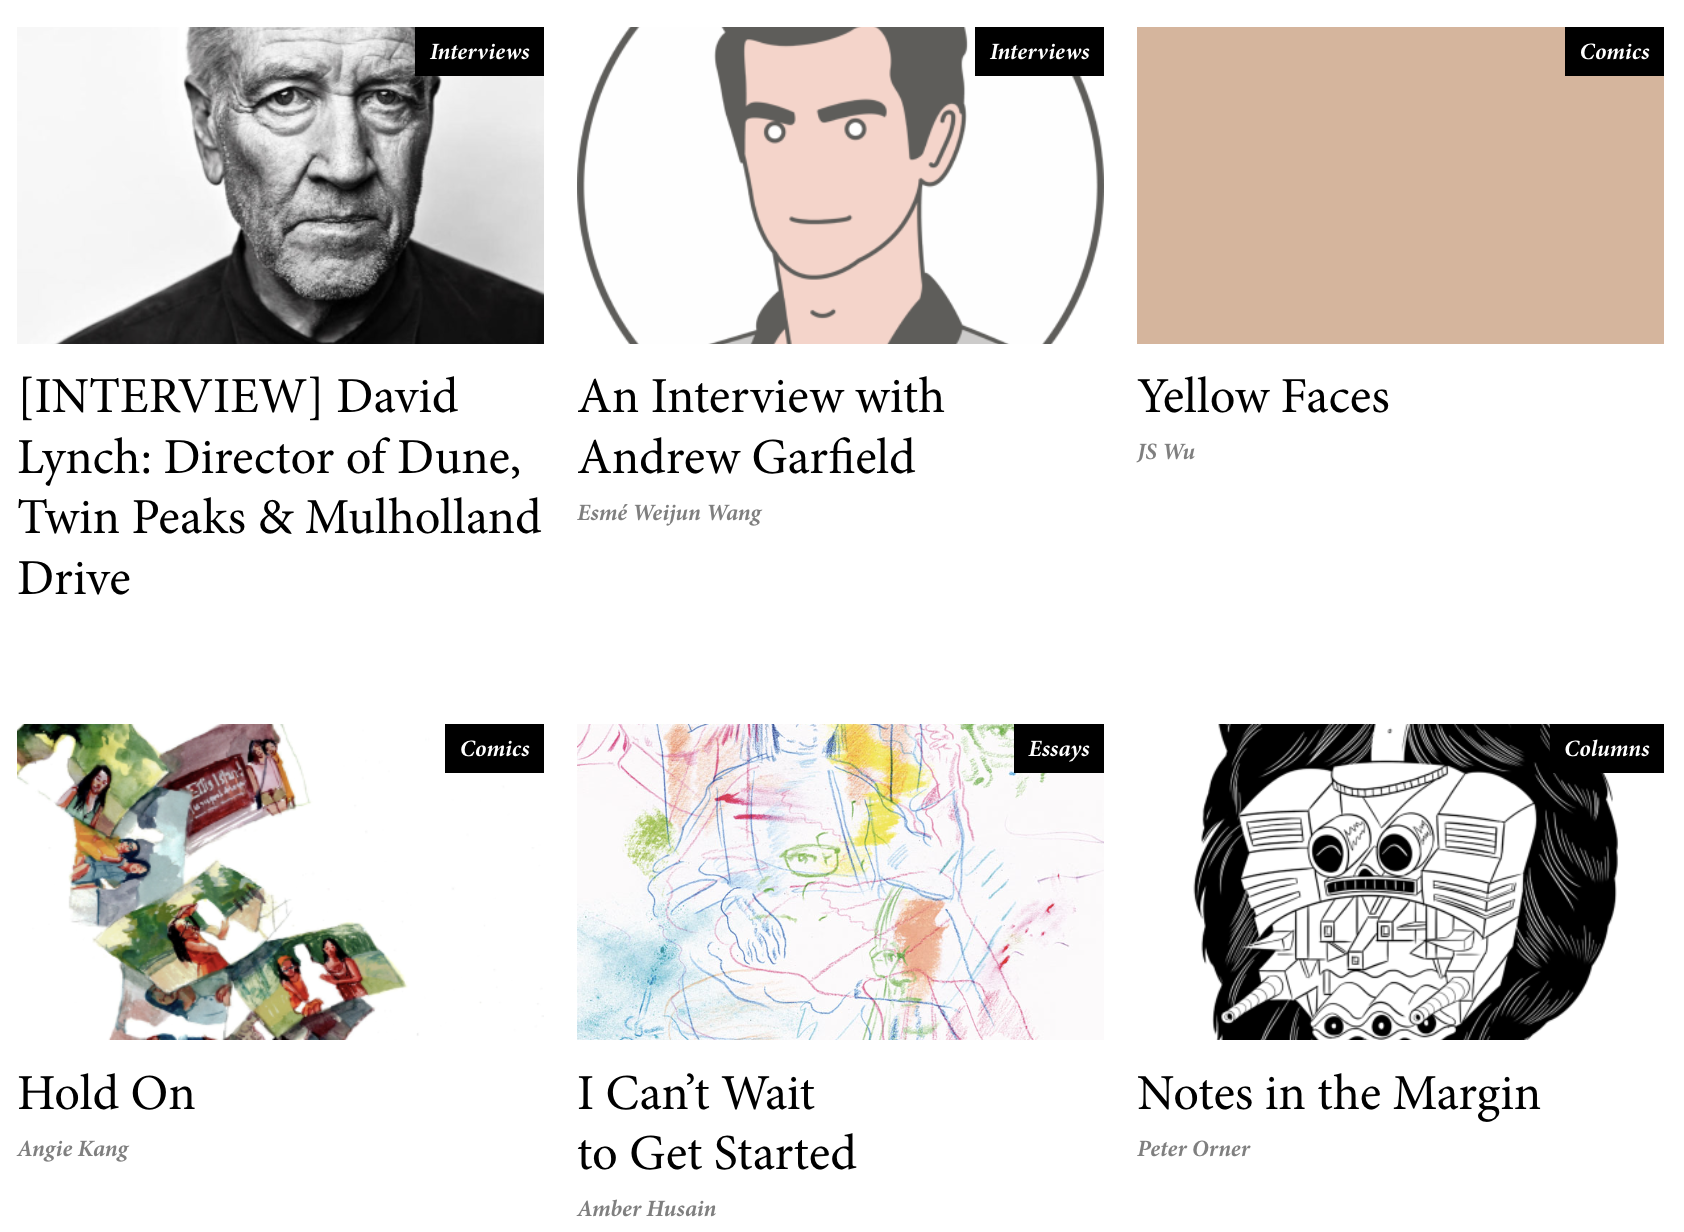 Interviews
[INTERVIEW] David
Lynch: Director of Dune,
Twin Peaks & Mulholland
Drive
Interviews
An Interview with
Andrew Garfield
Esmé Weijun Wang
Comics
Yellow Faces
JS Wu
Comics
Hold On
Angie Kang
Essays
I Can’t Wait
to Get Started
Amber Husain
Columns
Notes in the Margin
Peter Orner